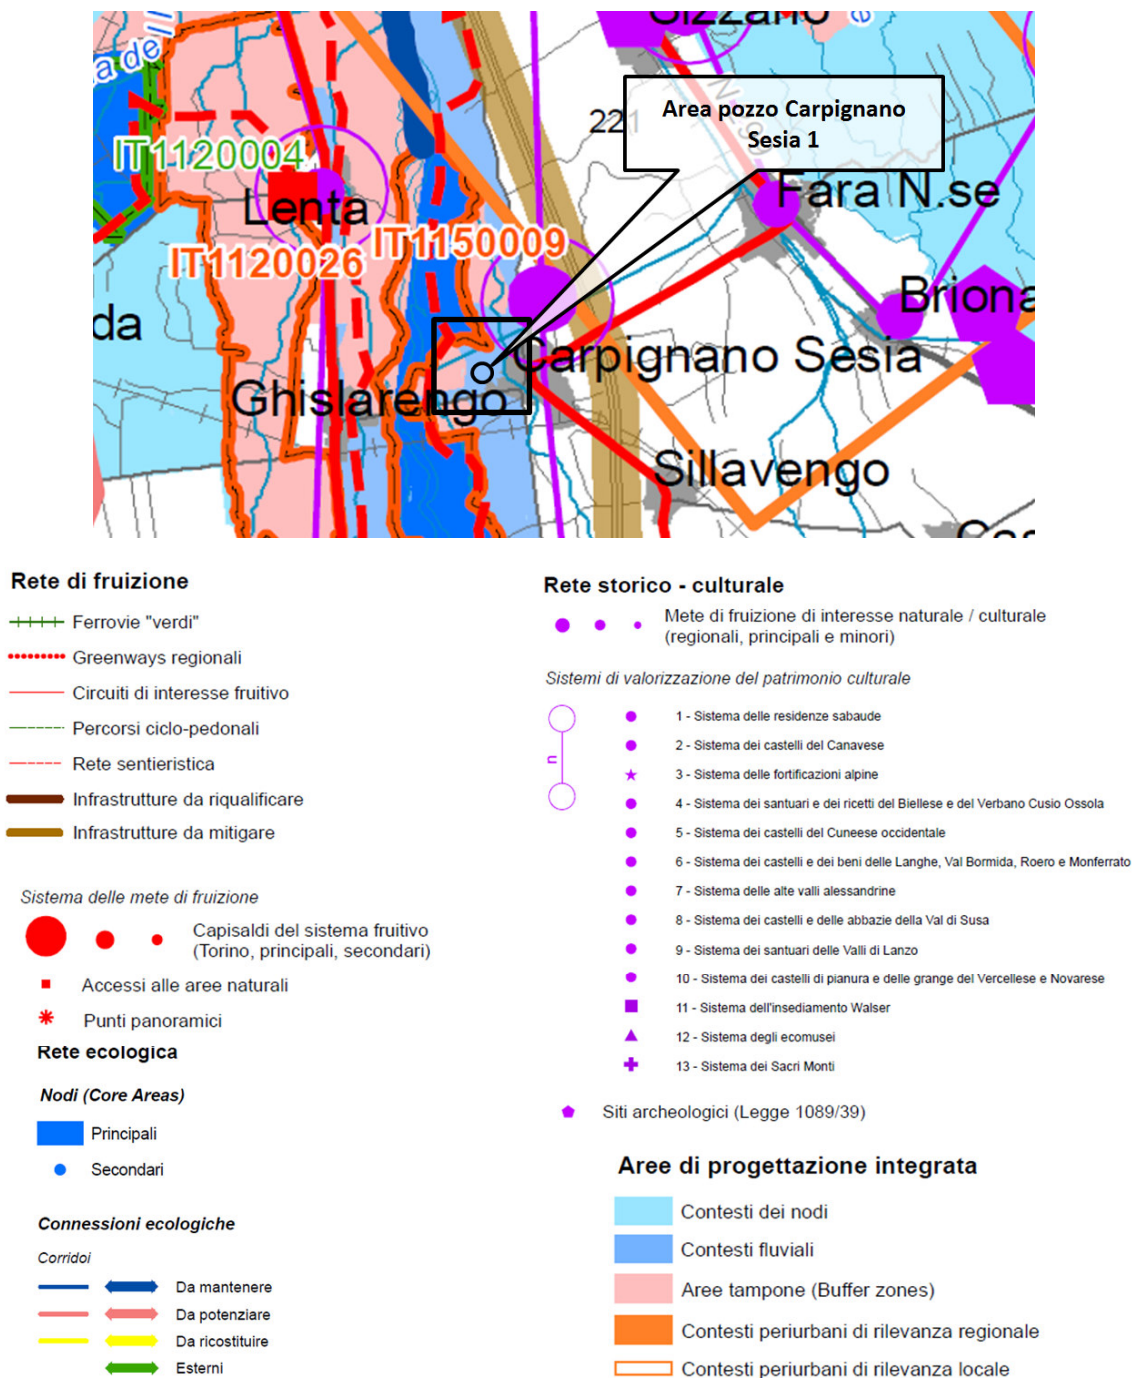 Sizzano
a dell
e
N_99
221
Area pozzo Carpignano
Sesia 1
IT1120004
Lenta
Fara N.se
IT1120026
IT1150009
Briona
da
Carpignano Sesia
Ghislarengo
Sillavengo
Cas
Rete di fruizione
Ferrovie "verdi"
Greenways regionali
Circuiti di interesse fruitivo
Percorsi ciclo-pedonali
Rete sentieristica
Infrastrutture da riqualificare
Infrastrutture da mitigare
Sistema delle mete di fruizione
Capisaldi del sistema fruitivo
(Torino, principali, secondari)
Accessi alle aree naturali
Punti panoramici
Rete ecologica
Nodi (Core Areas)
Principali
Secondari
Connessioni ecologiche
Corridoi
Da mantenere
Da potenziare
Da ricostituire
Esterni
Rete storico - culturale
Mete di fruizione di interesse naturale / culturale
(regionali, principali e minori)
Sistemi di valorizzazione del patrimonio culturale
n
1 - Sistema delle residenze sabaude
2 - Sistema dei castelli del Canavese
3 - Sistema delle fortificazioni alpine
4 - Sistema dei santuari e dei ricetti del Biellese e del Verbano Cusio Ossola
5 - Sistema dei castelli del Cuneese occidentale
6 - Sistema dei castelli e dei beni delle Langhe, Val Bormida, Roero e Monferrato
7 - Sistema delle alte valli alessandrine
8 - Sistema dei castelli e delle abbazie della Val di Susa
9 - Sistema dei santuari delle Valli di Lanzo
10 - Sistema dei castelli di pianura e delle grange del Vercellese e Novarese
11 - Sistema dell'insediamento Walser
12 - Sistema degli ecomusei
13 - Sistema dei Sacri Monti
Siti archeologici (Legge 1089/39)
Aree di progettazione integrata
Contesti dei nodi
Contesti fluviali
Aree tampone (Buffer zones)
Contesti periurbani di rilevanza regionale
Contesti periurbani di rilevanza locale